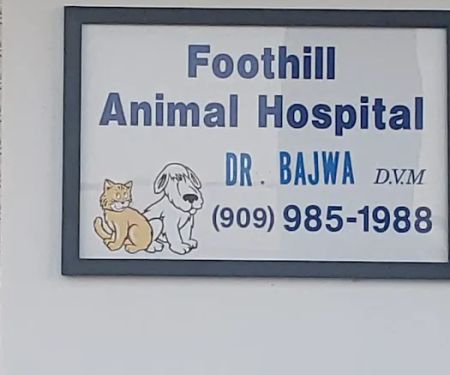 Foothill
Animal Hospital
DR. BAJWA D.V.M
(909) 985-1988